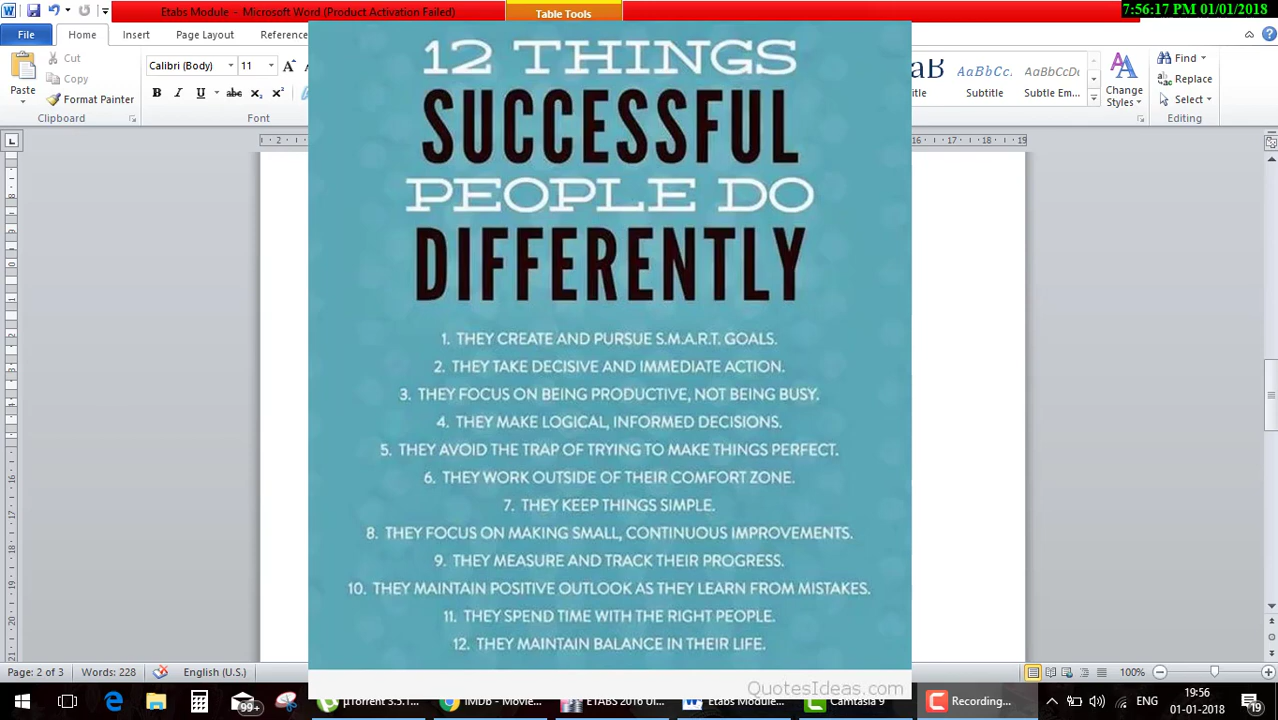 Etabs Module - Microsoft Word (Product Activation Failed)
Table Tools
7:56:17 PM 01/01/2018
File
Home
Insert
Page Layout
Cut
Copy
Format Painter
Paste
Clipboard
Calibri (Body)
11
Font
Subtitle
Subtle Em...
Change
Styles
Find
Replace
Select
Editing
12 THINGS
SUCCESSFUL
PEOPLE DO
DIFFERENTLY
1. THEY CREATE AND PURSUE S.M.A.R.T. GOALS.
2. THEY TAKE DECISIVE AND IMMEDIATE ACTION.
3. THEY FOCUS ON BEING PRODUCTIVE, NOT BEING BUSY.
4. THEY MAKE LOGICAL, INFORMED DECISIONS.
5. THEY AVOID THE TRAP OF TRYING TO MAKE THINGS PERFECT.
6. THEY WORK OUTSIDE OF THEIR COMFORT ZONE.
7. THEY KEEP THINGS SIMPLE.
8. THEY FOCUS ON MAKING SMALL, CONTINUOUS IMPROVEMENTS.
9. THEY MEASURE AND TRACK THEIR PROGRESS.
10. THEY MAINTAIN POSITIVE OUTLOOK AS THEY LEARN FROM MISTAKES.
11. THEY SPEND TIME WITH THE RIGHT PEOPLE.
12. THEY MAINTAIN BALANCE IN THEIR LIFE.
QuotesIdeas.com
Page: 2 of 3
Words: 228
English (U.S.)
100%
99+
µTorrent 3.5.1...
IMDb - Movie...
ETABS 2016 Ul...
Etabs Module...
Camtasia 9
Recording...
ENG
19:56
01-01-2018
19